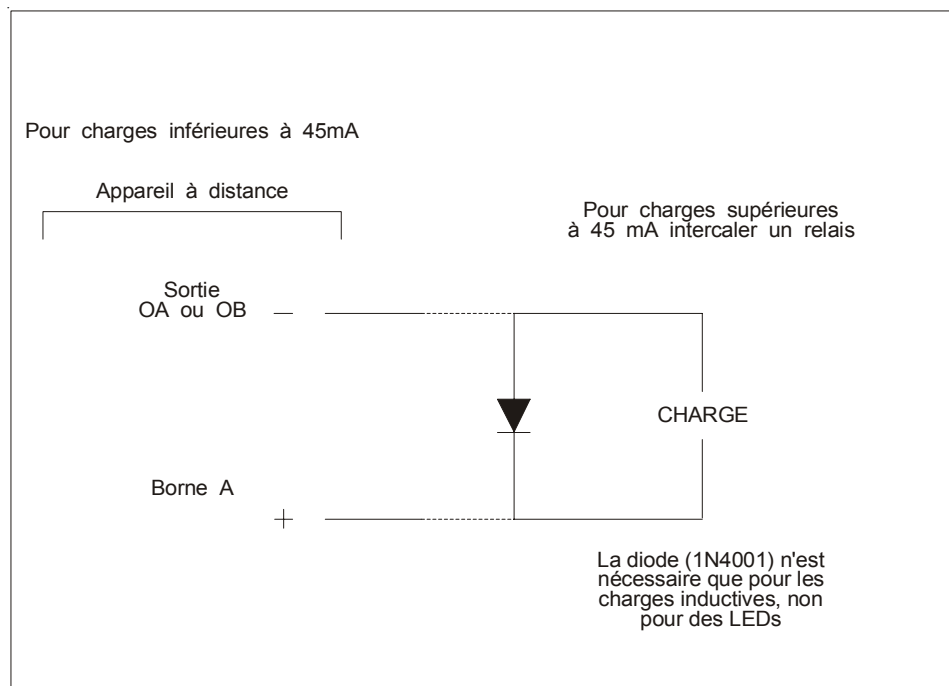 Pour charges inférieures à 45mA
Appareil à distance
Pour charges supérieures
à 45 mA intercaler un relais
Sortie
OA ou OB
–
CHARGE
Borne A
+
La diode (1N4001) n'est
nécessaire que pour les
charges inductives, non
pour des LEDs